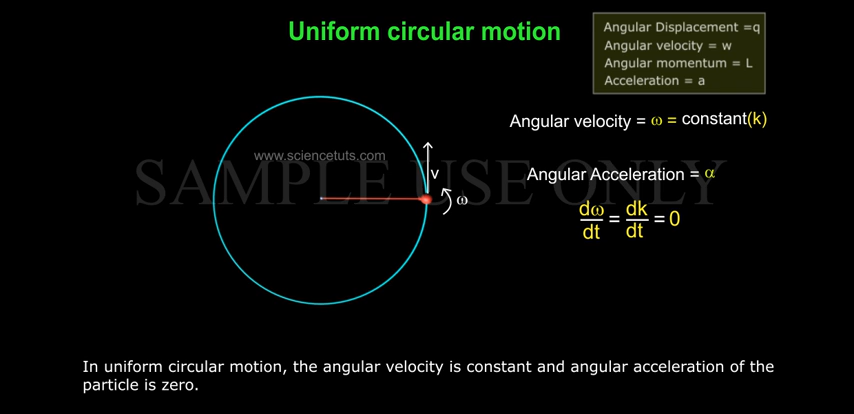 Uniform circular motion
Angular Displacement =q
Angular velocity = w
Angular momentum = L
Acceleration = a
Angular velocity = ω = constant(k)
www.sciencetuts.com
SAMPLE USE ONLY
v
ω
Angular Acceleration = α
dω/dt = dk/dt = 0
In uniform circular motion, the angular velocity is constant and angular acceleration of the
particle is zero.